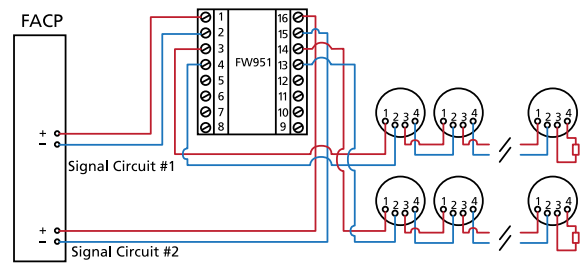 FACP
FW951
1 16
2 15
3 14
4 13
5 12
6 11
7 10
8 9
+
−
Signal Circuit #1
1 2 3 4
1 2 3 4
1 2 3 4
+
−
Signal Circuit #2
1 2 3 4
1 2 3 4
1 2 3 4